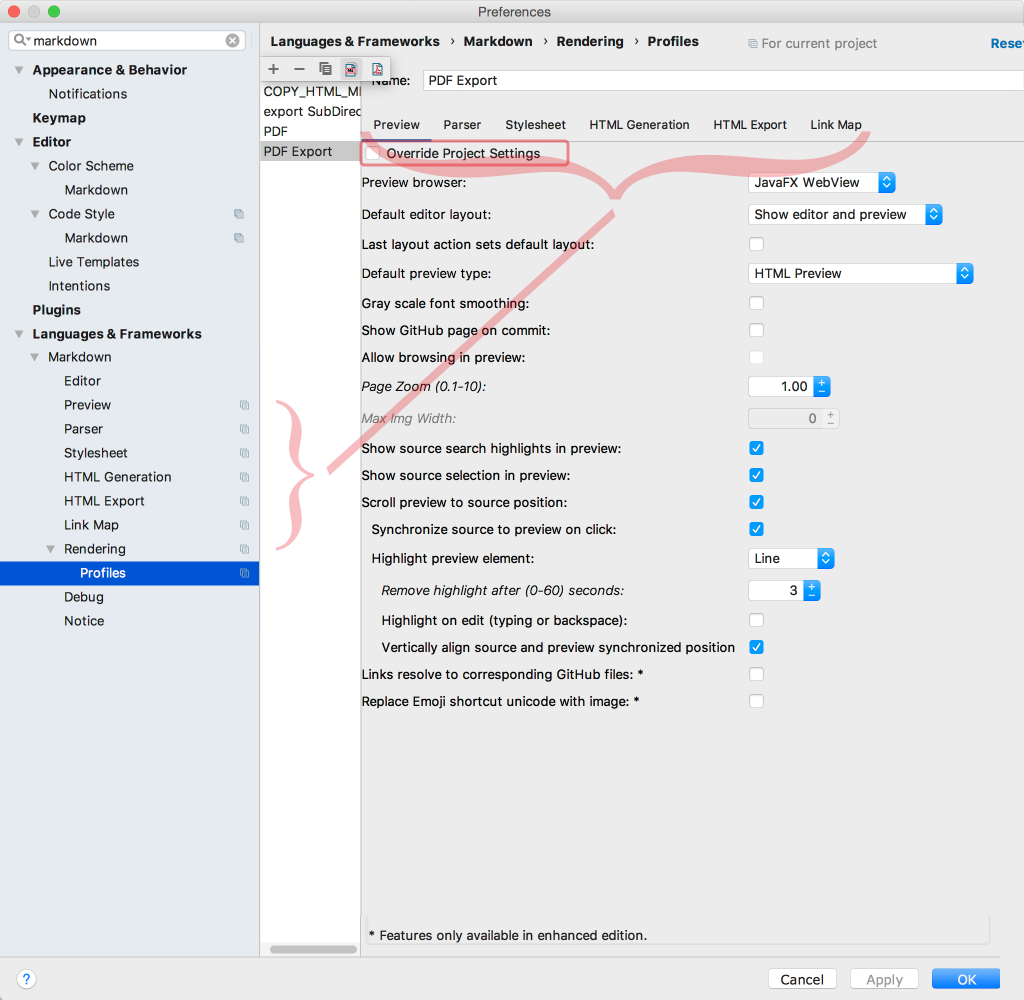 Preferences
markdown
Languages & Frameworks › Markdown › Rendering › Profiles
For current project
Reset
Appearance & Behavior
Notifications
Keymap
Editor
Color Scheme
Markdown
Code Style
Markdown
Live Templates
Intentions
Plugins
Languages & Frameworks
Markdown
Editor
Preview
Parser
Stylesheet
HTML Generation
HTML Export
Link Map
Rendering
Profiles
Debug
Notice
COPY_HTML_M
export SubDirec
PDF
PDF Export
Name: PDF Export
Preview Parser Stylesheet HTML Generation HTML Export Link Map
Override Project Settings
Preview browser: JavaFX WebView
Default editor layout: Show editor and preview
Last layout action sets default layout:
Default preview type: HTML Preview
Gray scale font smoothing:
Show GitHub page on commit:
Allow browsing in preview:
Page Zoom (0.1-10): 1.00
Max Img Width: 0
Show source search highlights in preview:
Show source selection in preview:
Scroll preview to source position:
Synchronize source to preview on click:
Highlight preview element: Line
Remove highlight after (0-60) seconds: 3
Highlight on edit (typing or backspace):
Vertically align source and preview synchronized position
Links resolve to corresponding GitHub files: *
Replace Emoji shortcut unicode with image: *
* Features only available in enhanced edition.
?
Cancel Apply OK